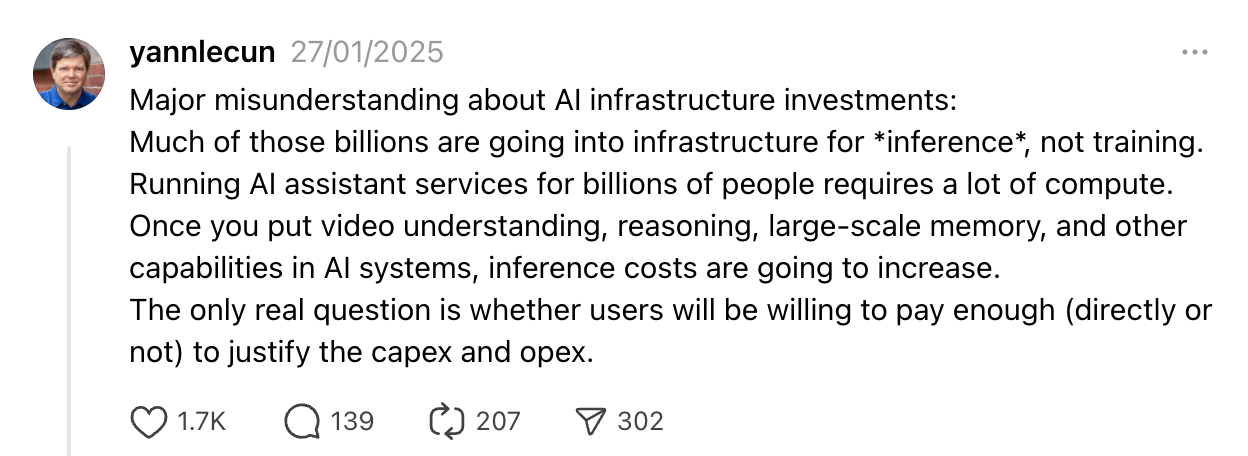 yannlecun 27/01/2025
Major misunderstanding about AI infrastructure investments:
Much of those billions are going into infrastructure for *inference*, not training.
Running AI assistant services for billions of people requires a lot of compute.
Once you put video understanding, reasoning, large-scale memory, and other
capabilities in AI systems, inference costs are going to increase.
The only real question is whether users will be willing to pay enough (directly or
not) to justify the capex and opex.
1.7K 139 207 302